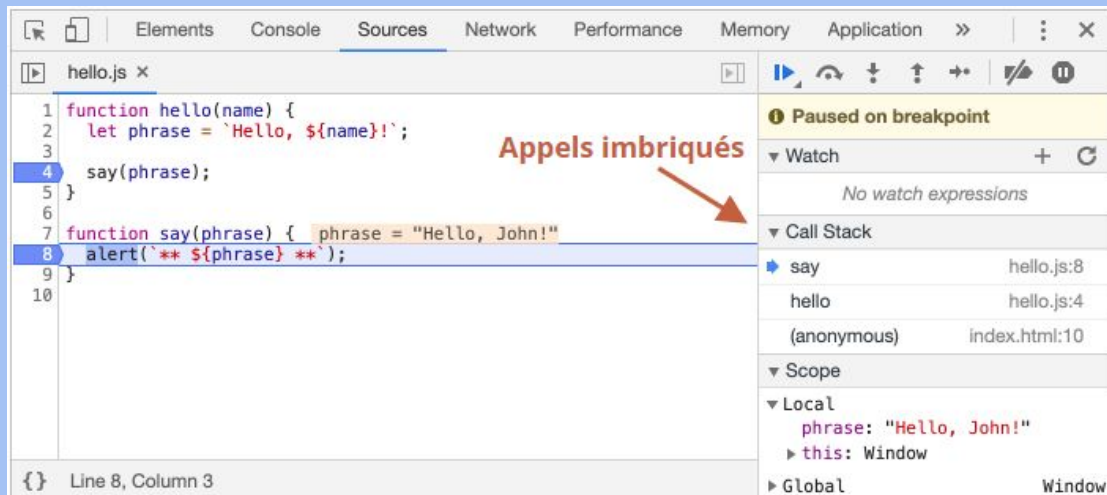 Elements Console Sources Network Performance Memory Application »
hello.js ×
1 function hello(name) {
2 let phrase = `Hello, ${name}!`;
3
4 say(phrase);
5 }
6
7 function say(phrase) { phrase = "Hello, John!"
8 alert(`** ${phrase} **`);
9 }
10
Appels imbriqués
{} Line 8, Column 3
Paused on breakpoint
Watch
No watch expressions
Call Stack
say hello.js:8
hello hello.js:4
(anonymous) index.html:10
Scope
Local
phrase: "Hello, John!"
this: Window
Global Window